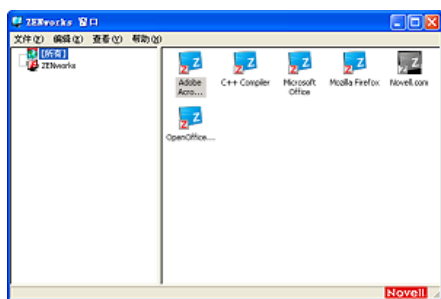 ZENworks 窗口
文件(F) 编辑(E) 查看(V) 帮助(H)
[所有]
ZENworks
Adobe Acro...
C++ Compiler
Microsoft Office
Mozilla Firefox
Novell.com
OpenOffice....
Novell